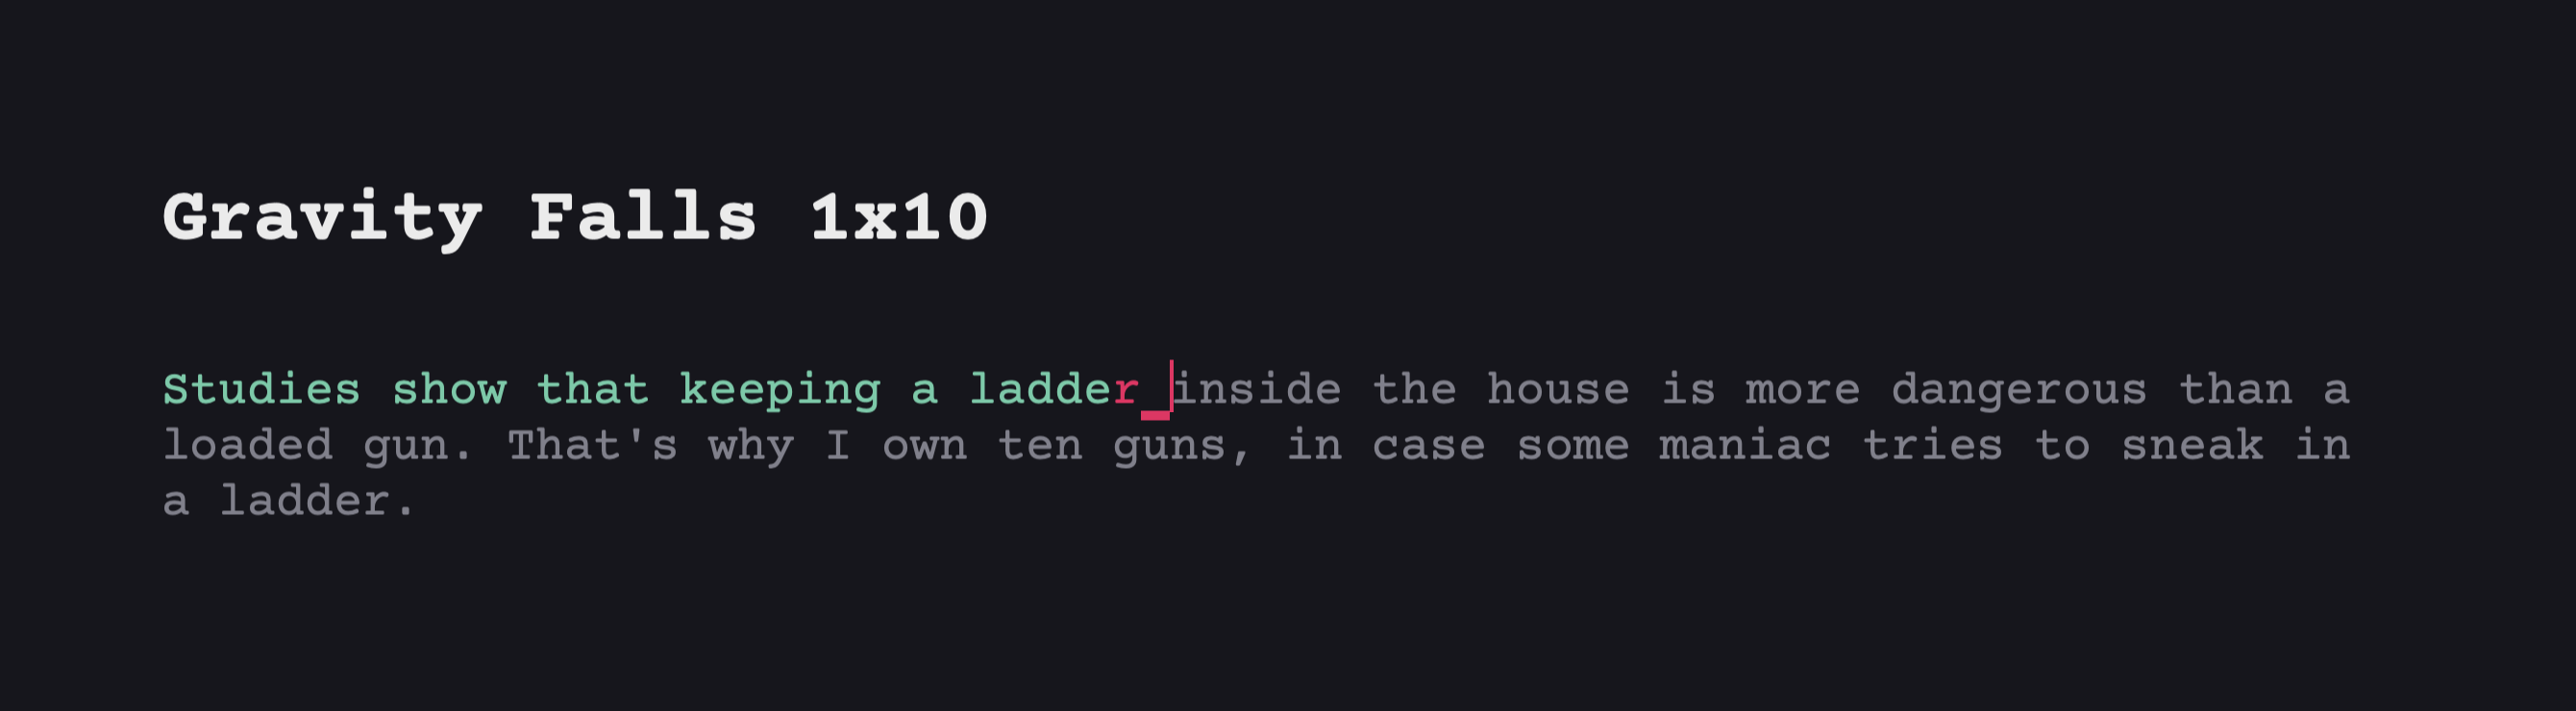 Gravity Falls 1x10
Studies show that keeping a ladder inside the house is more dangerous than a
loaded gun. That's why I own ten guns, in case some maniac tries to sneak in
a ladder.